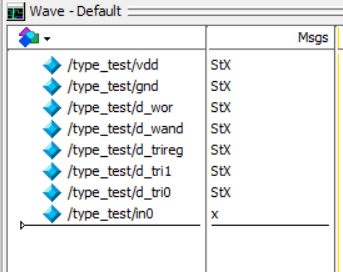 Wave - Default
Msgs
/type_test/vdd StX
/type_test/gnd StX
/type_test/d_wor StX
/type_test/d_wand StX
/type_test/d_trireg StX
/type_test/d_tri1 StX
/type_test/d_tri0 StX
/type_test/in0 x